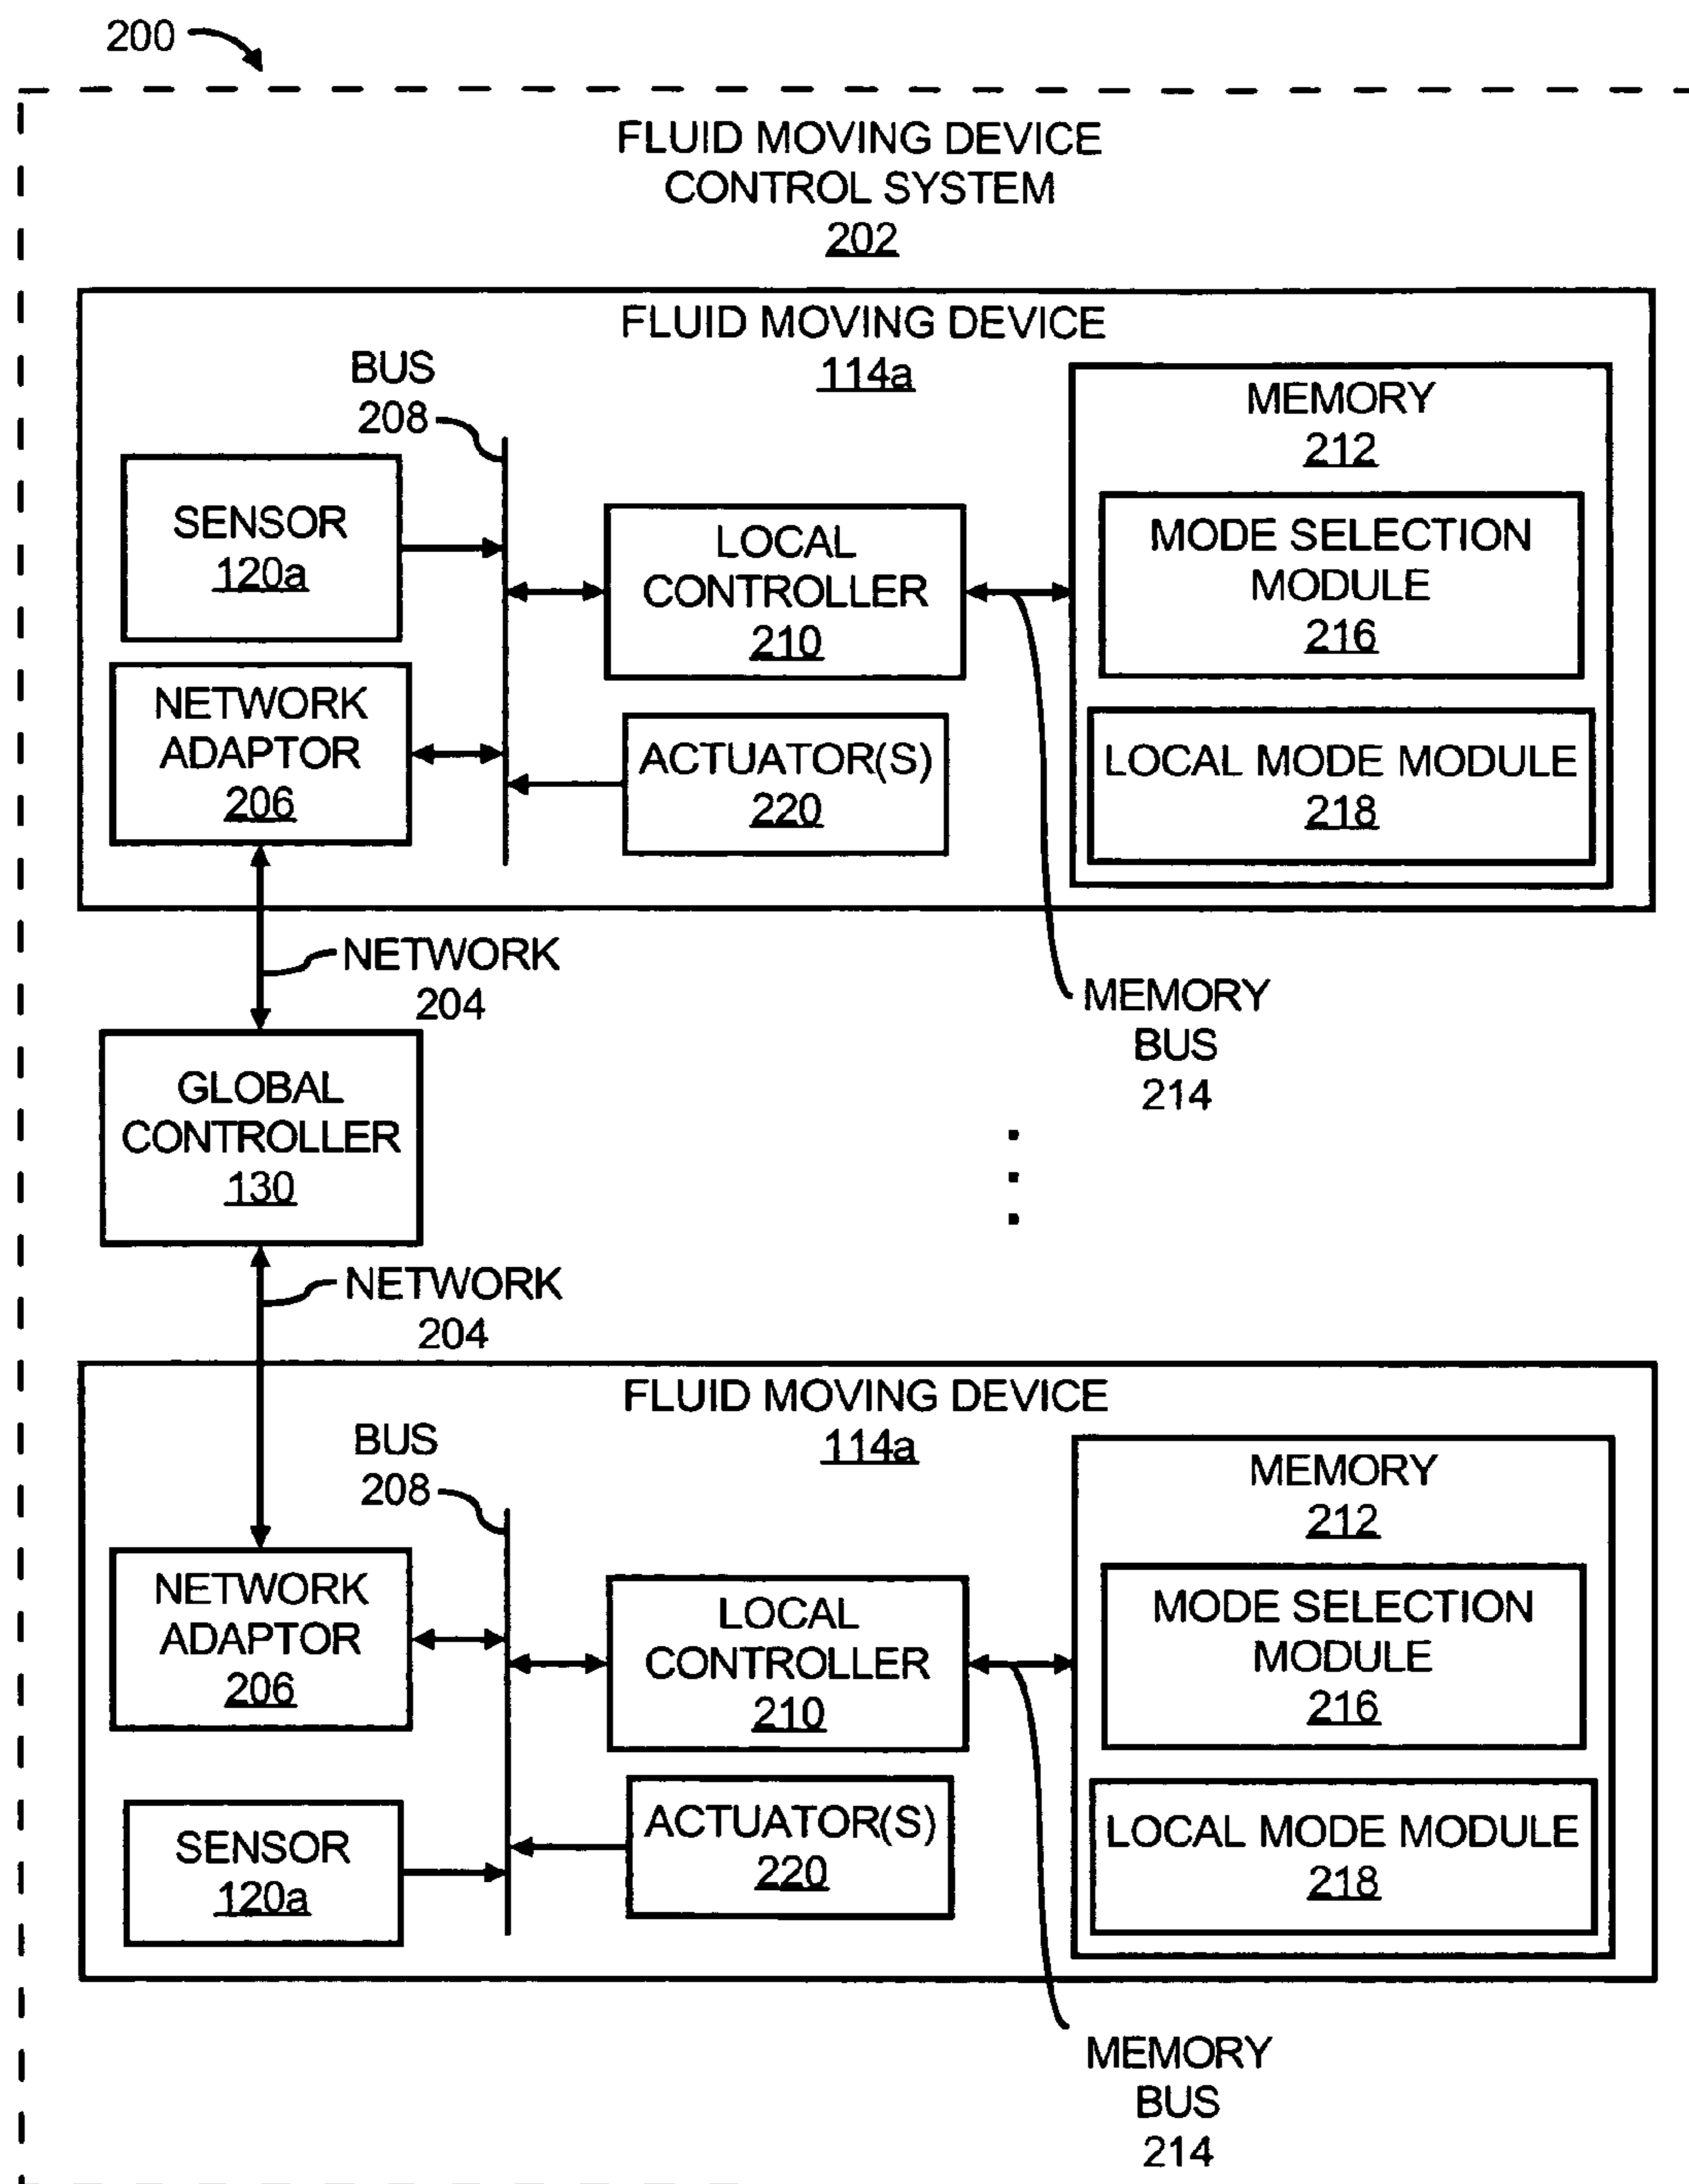 200
FLUID MOVING DEVICE
CONTROL SYSTEM
202
FLUID MOVING DEVICE
114a
BUS
208
SENSOR
120a
NETWORK
ADAPTOR
206
LOCAL
CONTROLLER
210
ACTUATOR(S)
220
MEMORY
212
MODE SELECTION
MODULE
216
LOCAL MODE MODULE
218
NETWORK
204
MEMORY
BUS
214
GLOBAL
CONTROLLER
130
NETWORK
204
FLUID MOVING DEVICE
114a
BUS
208
NETWORK
ADAPTOR
206
SENSOR
120a
LOCAL
CONTROLLER
210
ACTUATOR(S)
220
MEMORY
212
MODE SELECTION
MODULE
216
LOCAL MODE MODULE
218
MEMORY
BUS
214